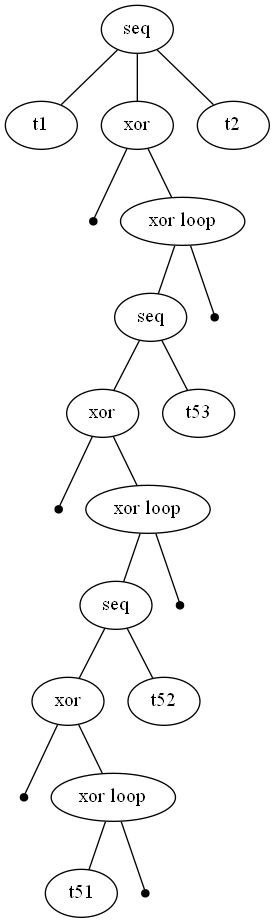 seq
t1
xor
t2
xor loop
seq
xor
t53
xor loop
seq
xor
t52
xor loop
t51